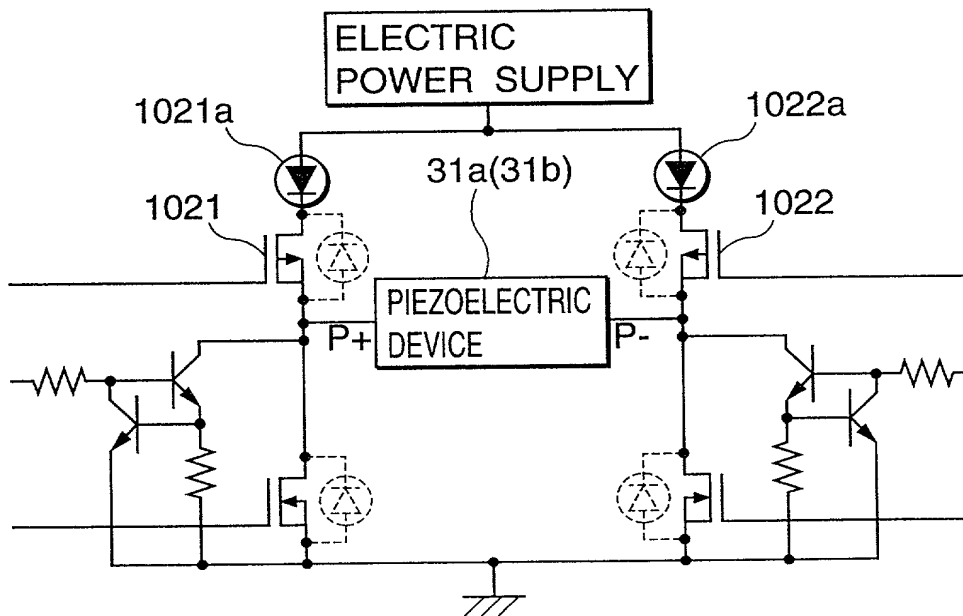 ELECTRIC
POWER SUPPLY
1021a
1022a
31a(31b)
1021
1022
PIEZOELECTRIC
DEVICE
P+
P-